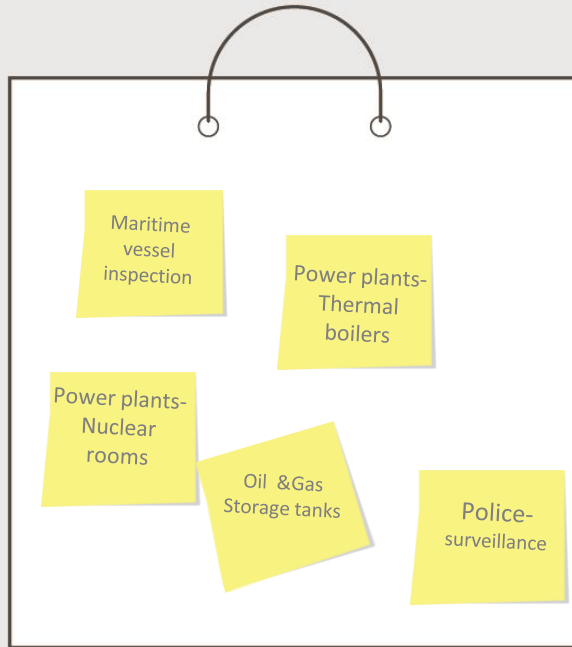 Maritime
vessel
inspection
Power plants-
Thermal
boilers
Power plants-
Nuclear
rooms
Oil &Gas
Storage tanks
Police-
surveillance